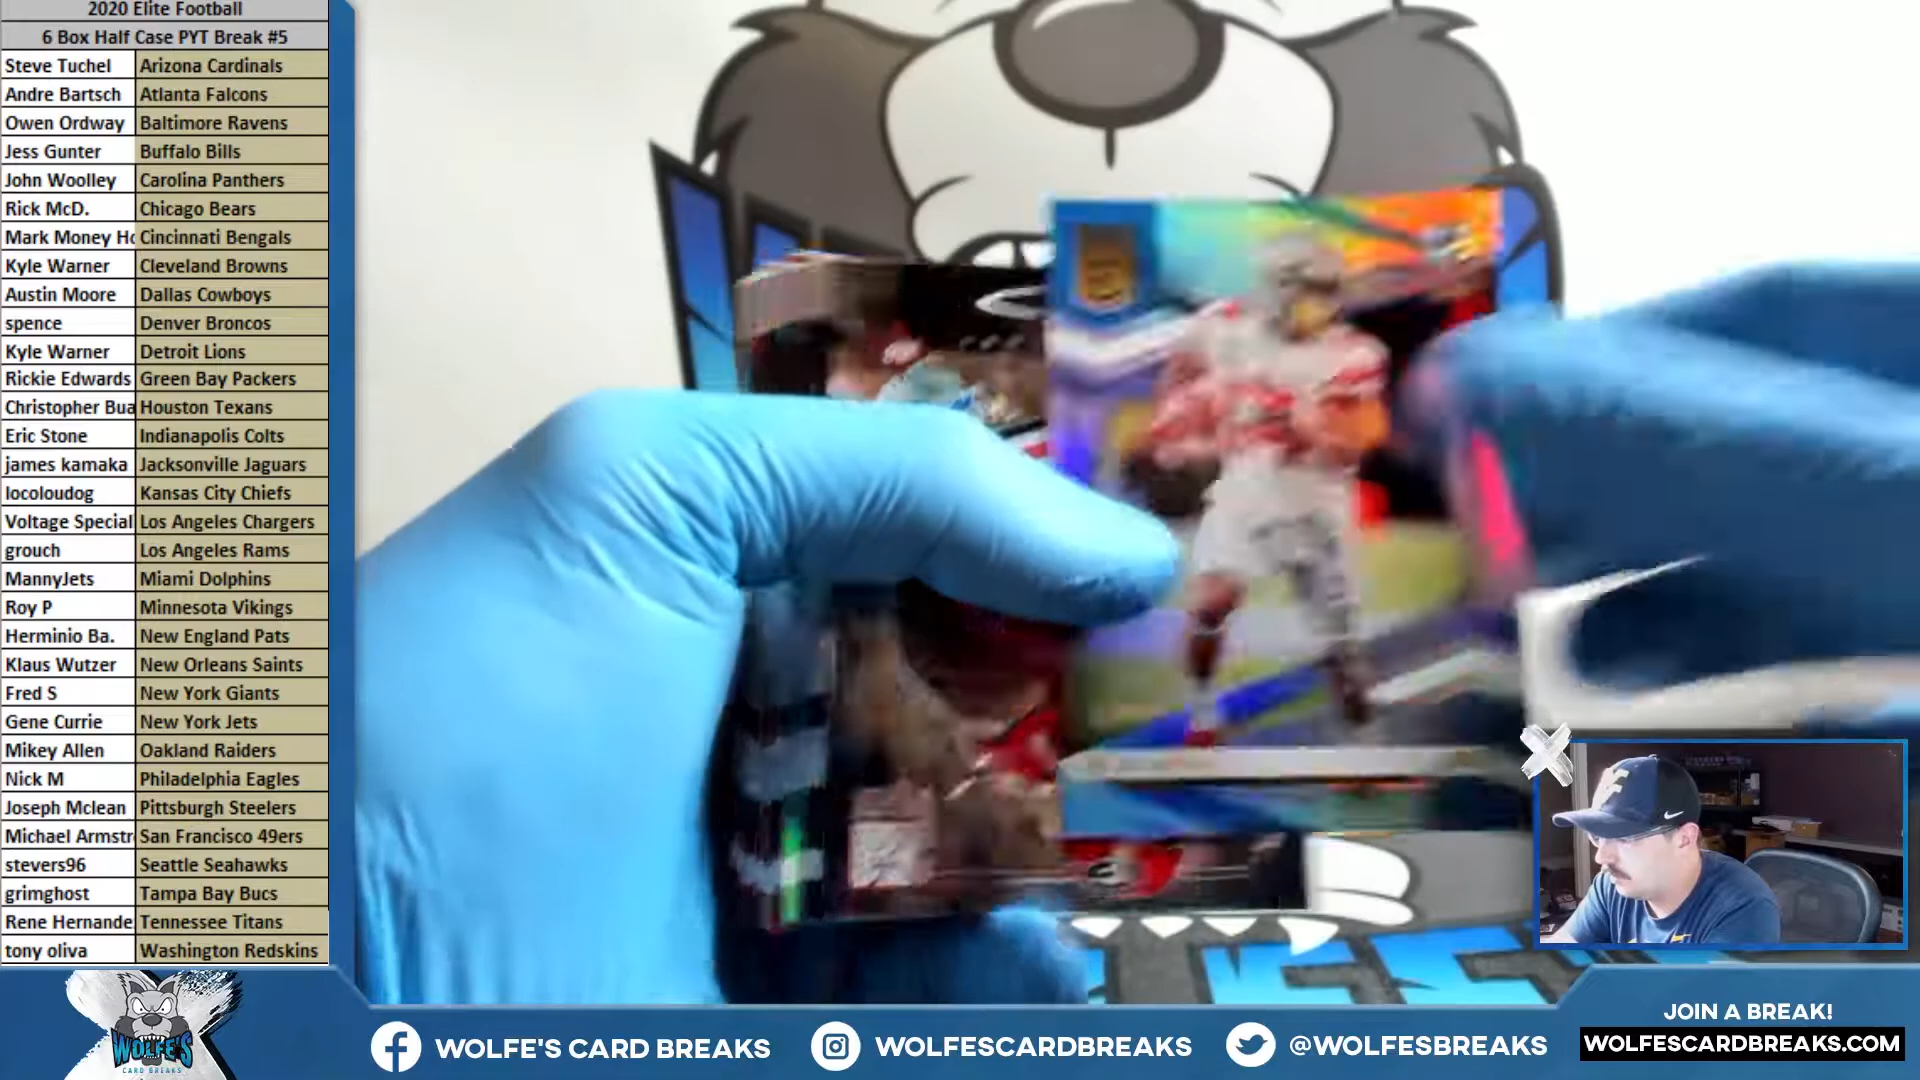 2020 Elite Football
6 Box Half Case PYT Break #5
Steve Tuchel Arizona Cardinals
Andre Bartsch Atlanta Falcons
Owen Ordway Baltimore Ravens
Jess Gunter Buffalo Bills
John Woolley Carolina Panthers
Rick McD. Chicago Bears
Mark Money Ho Cincinnati Bengals
Kyle Warner Cleveland Browns
Austin Moore Dallas Cowboys
spence Denver Broncos
Kyle Warner Detroit Lions
Rickie Edwards Green Bay Packers
Christopher Bua Houston Texans
Eric Stone Indianapolis Colts
james kamaka Jacksonville Jaguars
locoloudog Kansas City Chiefs
Voltage Special Los Angeles Chargers
grouch Los Angeles Rams
MannyJets Miami Dolphins
Roy P Minnesota Vikings
Herminio Ba. New England Pats
Klaus Wutzer New Orleans Saints
Fred S New York Giants
Gene Currie New York Jets
Mikey Allen Oakland Raiders
Nick M Philadelphia Eagles
Joseph Mclean Pittsburgh Steelers
Michael Armstr San Francisco 49ers
stevers96 Seattle Seahawks
grimghost Tampa Bay Bucs
Rene Hernande Tennessee Titans
tony oliva Washington Redskins
WOLFE'S
CARD BREAKS
WOLFE'S CARD BREAKS
WOLFESCARDBREAKS
@WOLFESBREAKS
JOIN A BREAK!
WOLFESCARDBREAKS.COM